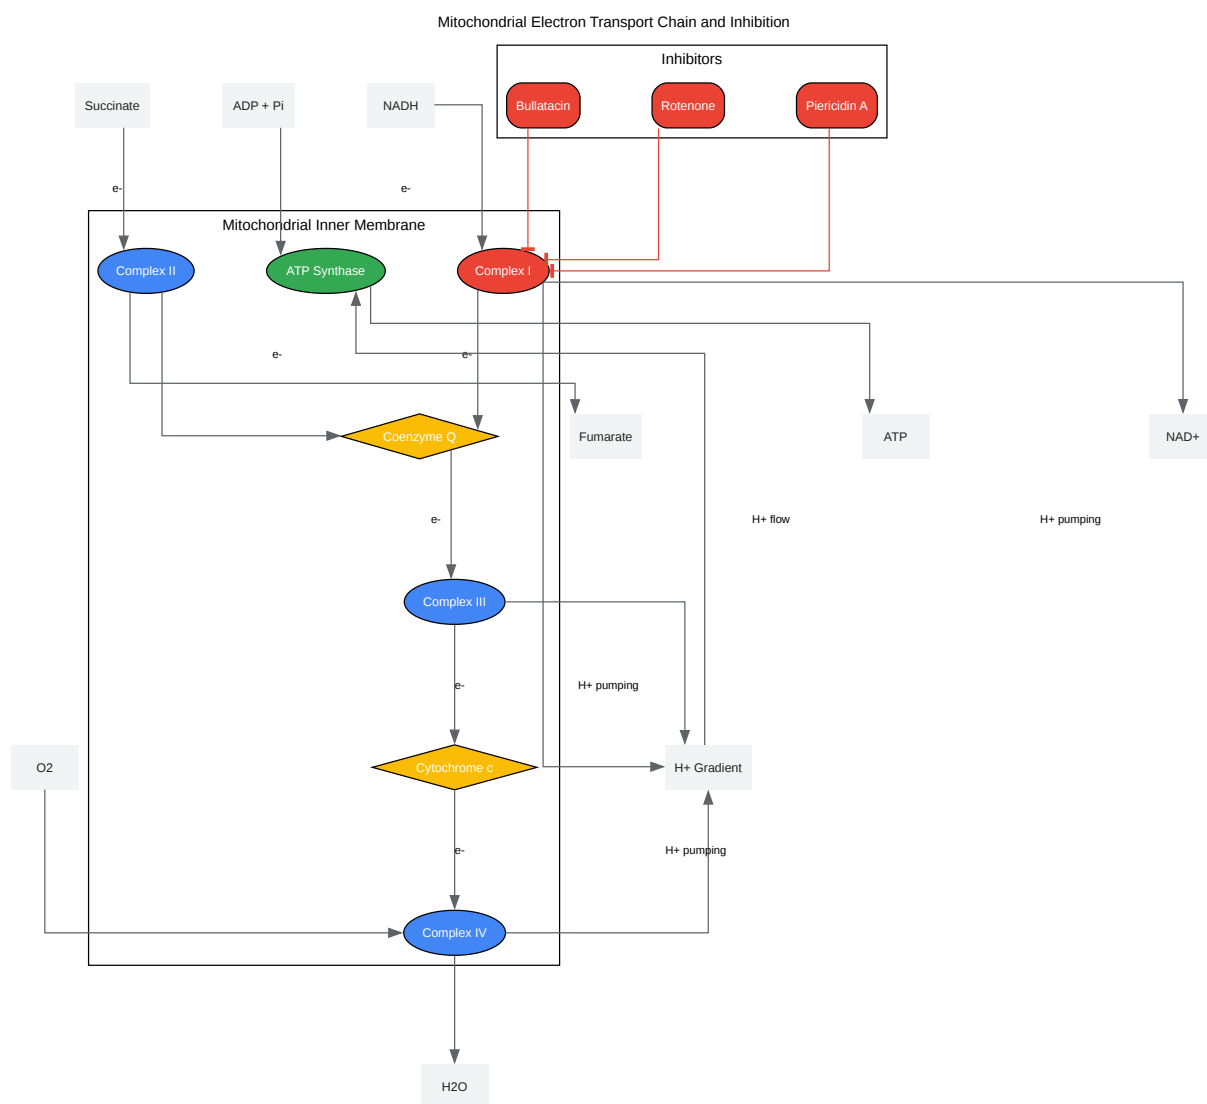 Mitochondrial Electron Transport Chain and Inhibition
Inhibitors
Succinate
ADP + Pi
NADH
Bullatacin
Rotenone
Piericidin A
e-
e-
Mitochondrial Inner Membrane
Complex II
ATP Synthase
Complex I
e-
e-
Coenzyme Q
Fumarate
ATP
NAD+
e-
H+ flow
H+ pumping
Complex III
e-
H+ pumping
O2
Cytochrome c
H+ Gradient
e-
H+ pumping
Complex IV
H2O